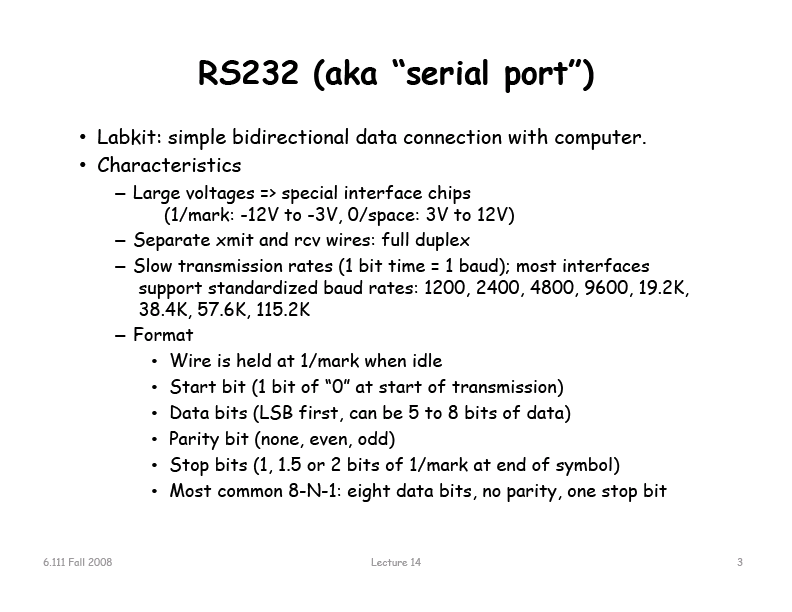 RS232 (aka “serial port”)
• Labkit: simple bidirectional data connection with computer.
• Characteristics
– Large voltages => special interface chips
(1/mark: -12V to -3V, 0/space: 3V to 12V)
– Separate xmit and rcv wires: full duplex
– Slow transmission rates (1 bit time = 1 baud); most interfaces
support standardized baud rates: 1200, 2400, 4800, 9600, 19.2K,
38.4K, 57.6K, 115.2K
– Format
• Wire is held at 1/mark when idle
• Start bit (1 bit of “0” at start of transmission)
• Data bits (LSB first, can be 5 to 8 bits of data)
• Parity bit (none, even, odd)
• Stop bits (1, 1.5 or 2 bits of 1/mark at end of symbol)
• Most common 8-N-1: eight data bits, no parity, one stop bit
6.111 Fall 2008
Lecture 14
3